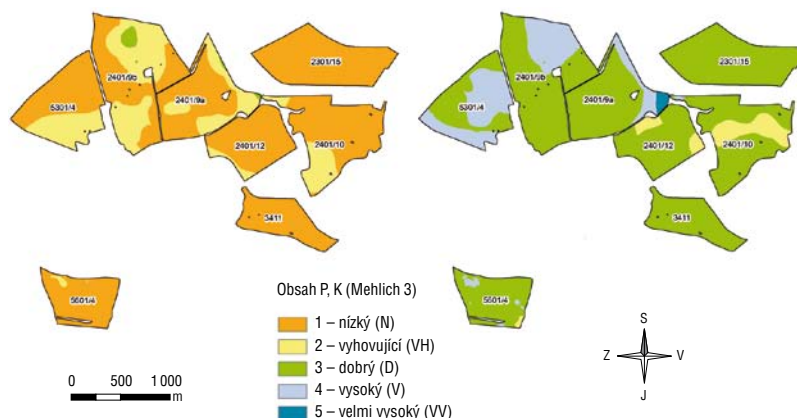 2401/9b
2301/15
5301/4
2401/9a
2401/12
2401/10
3411
5601/4
2401/9b
2301/15
5301/4
2401/9a
2401/12
2401/10
3411
5601/4
Obsah P, K (Mehlich 3)
1 – nízký (N)
2 – vyhovující (VH)
3 – dobrý (D)
4 – vysoký (V)
5 – velmi vysoký (VV)
0 500 1 000
m
S
Z V
J